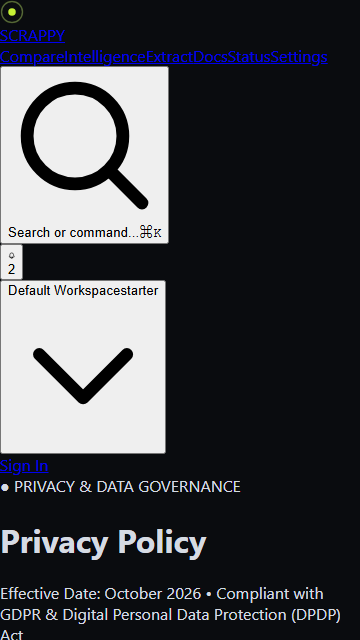 SCRAPPY
CompareIntelligenceExtractDocsStatusSettings
Search or command...⌘K
2
Default Workspacestarter
Sign In
● PRIVACY & DATA GOVERNANCE
Privacy Policy
Effective Date: October 2026 • Compliant with
GDPR & Digital Personal Data Protection (DPDP)
Act